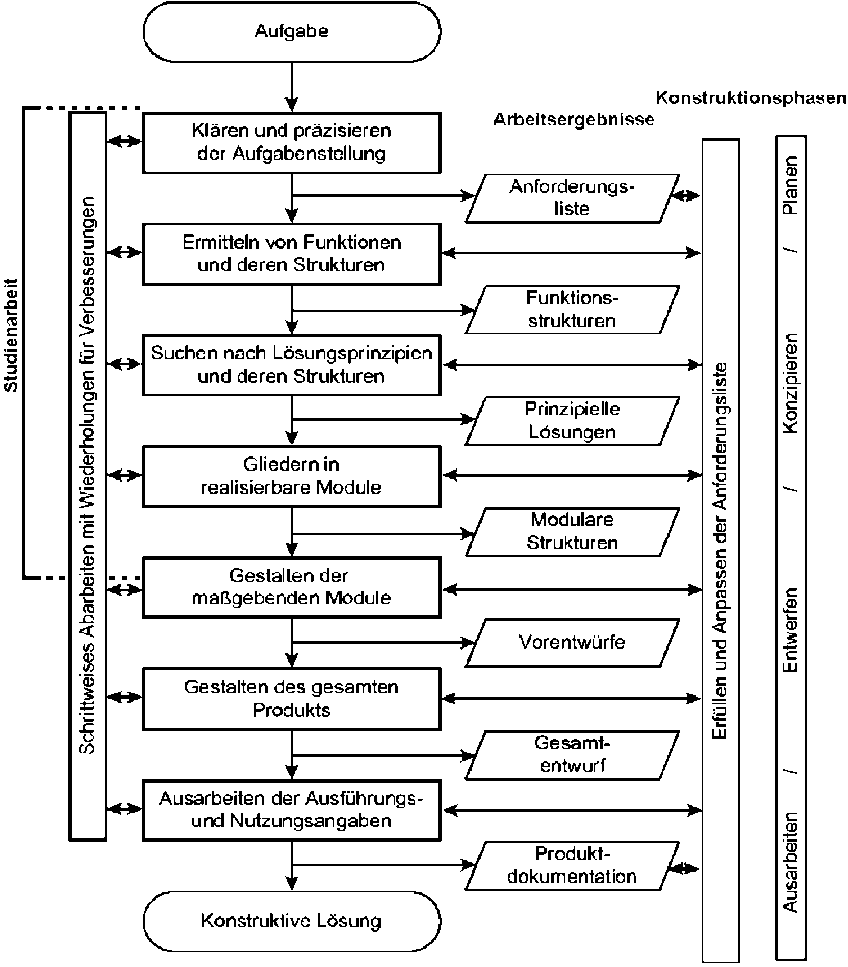 Aufgabe
Konstruktionsphasen
Arbeitsergebnisse
Klären und präzisieren
der Aufgabenstellung
Anforderungs-
liste
Ermitteln von Funktionen
und deren Strukturen
Funktions-
strukturen
Suchen nach Lösungsprinzipien
und deren Strukturen
Prinzipielle
Lösungen
Gliedern in
realisierbare Module
Modulare
Strukturen
Gestalten der
maßgebenden Module
Vorentwürfe
Gestalten des gesamten
Produkts
Gesamt-
entwurf
Ausarbeiten der Ausführungs-
und Nutzungsangaben
Produkt-
dokumentation
Konstruktive Lösung
Studienarbeit
Schrittweises Abarbeiten mit Wiederholungen für Verbesserungen
Erfüllen und Anpassen der Anforderungsliste
Ausarbeiten / Entwerfen / Konzipieren / Planen